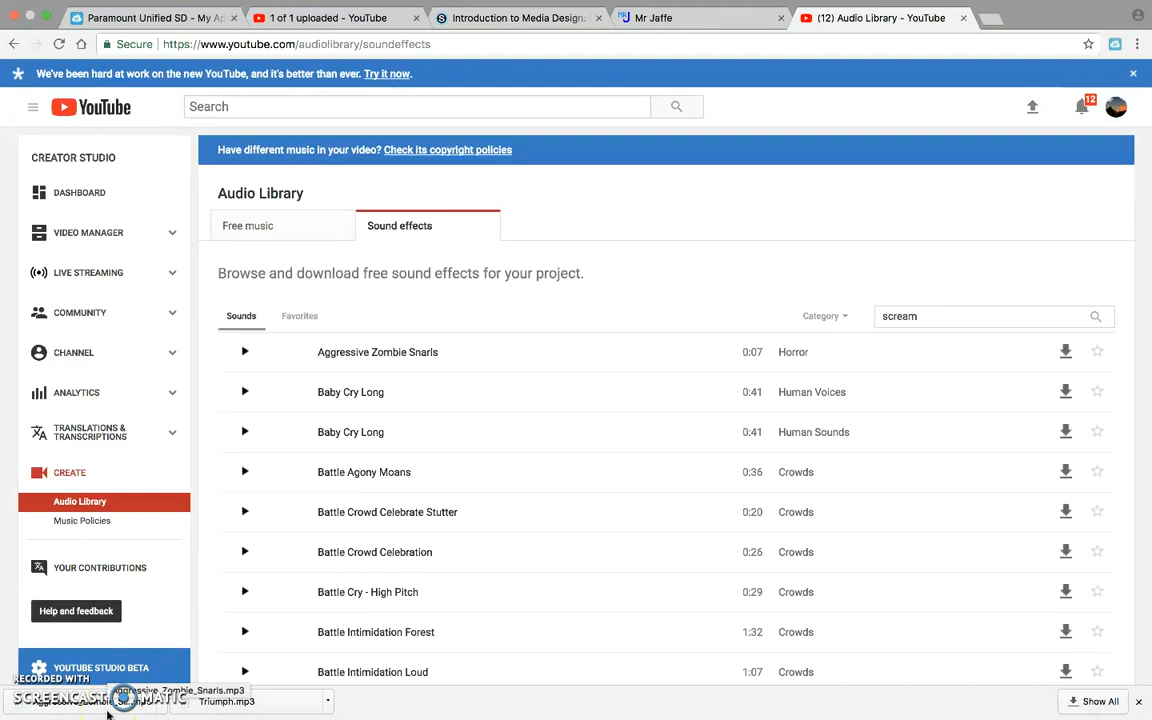 Paramount Unified SD - My Ap
1 of 1 uploaded - YouTube
Introduction to Media Design:
Mr Jaffe
(12) Audio Library - YouTube
Secure
https://www.youtube.com/audiolibrary/soundeffects
We've been hard at work on the new YouTube, and it's better than ever. Try it now.
YouTube
Search
12
CREATOR STUDIO
DASHBOARD
VIDEO MANAGER
LIVE STREAMING
COMMUNITY
CHANNEL
ANALYTICS
TRANSLATIONS &
TRANSCRIPTIONS
CREATE
Audio Library
Music Policies
YOUR CONTRIBUTIONS
Help and feedback
YOUTUBE STUDIO BETA
Have different music in your video? Check its copyright policies
Audio Library
Free music
Sound effects
Browse and download free sound effects for your project.
Sounds
Favorites
Category
scream
Aggressive Zombie Snarls 0:07 Horror
Baby Cry Long 0:41 Human Voices
Baby Cry Long 0:41 Human Sounds
Battle Agony Moans 0:36 Crowds
Battle Crowd Celebrate Stutter 0:20 Crowds
Battle Crowd Celebration 0:26 Crowds
Battle Cry - High Pitch 0:29 Crowds
Battle Intimidation Forest 1:32 Crowds
Battle Intimidation Loud 1:07 Crowds
RECORDED WITH
SCREENCAST MATIC
Aggressive_Zombie_Snarls.mp3
Triumph.mp3
Show All